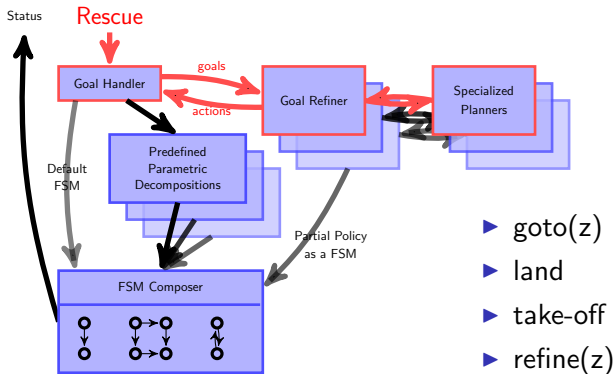 Status
Rescue
Goal Handler
goals
actions
Goal Refiner
Specialized
Planners
Default
FSM
Predefined
Parametric
Decompositions
Partial Policy
as a FSM
FSM Composer
goto(z)
land
take-off
refine(z)